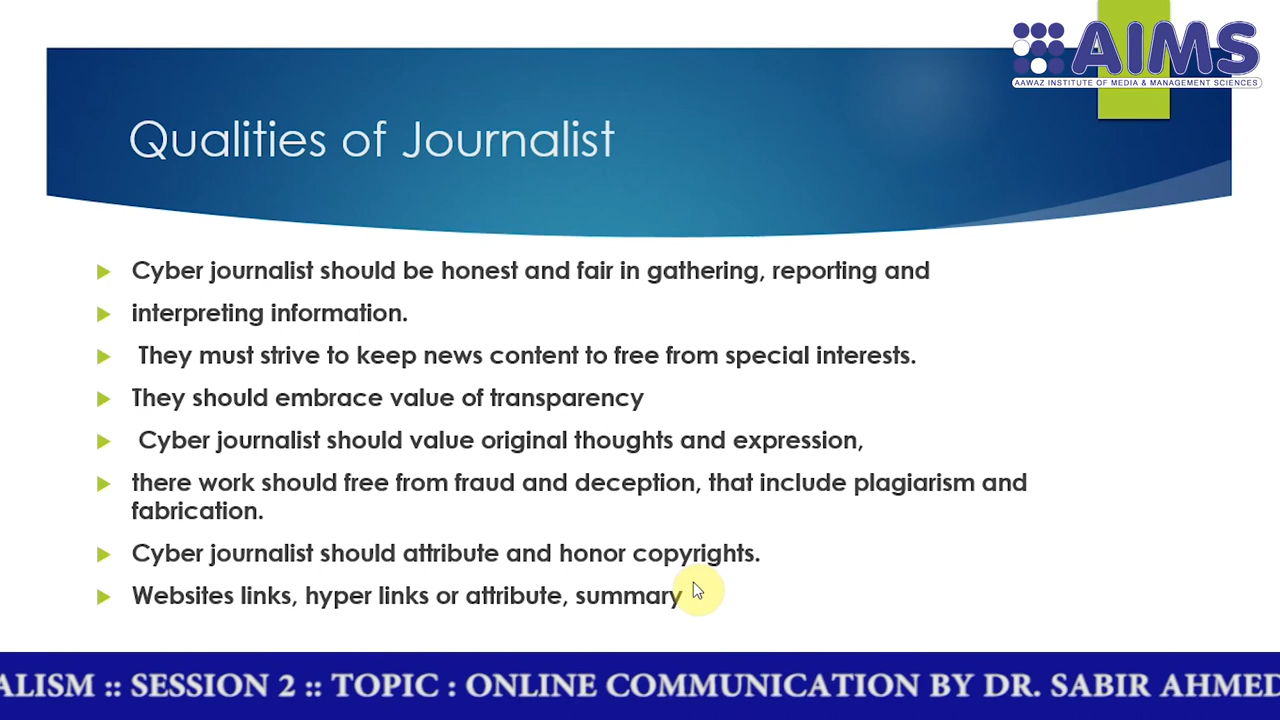 AIMS
AAWAZ INSTITUTE OF MEDIA & MANAGEMENT SCIENCES
Qualities of Journalist
Cyber journalist should be honest and fair in gathering, reporting and
interpreting information.
They must strive to keep news content to free from special interests.
They should embrace value of transparency
Cyber journalist should value original thoughts and expression,
there work should free from fraud and deception, that include plagiarism and
fabrication.
Cyber journalist should attribute and honor copyrights.
Websites links, hyper links or attribute, summary
ALISM :: SESSION 2 :: TOPIC : ONLINE COMMUNICATION BY DR. SABIR AHMED